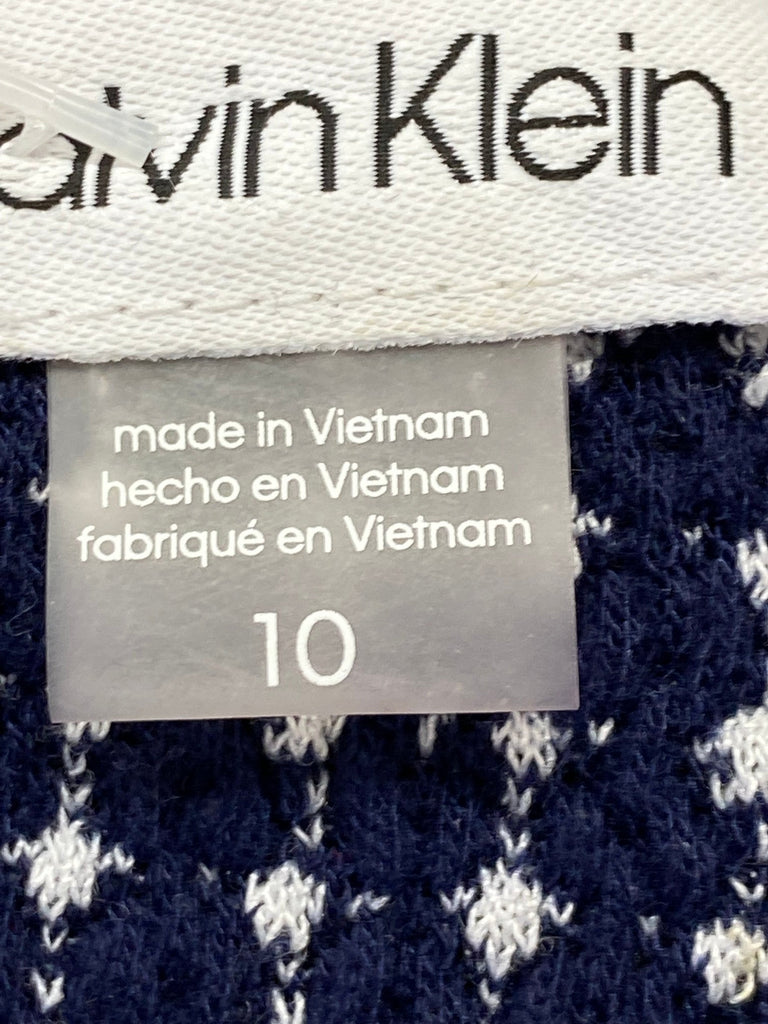 alvin Klein
made in Vietnam
hecho en Vietnam
fabriqué en Vietnam
10